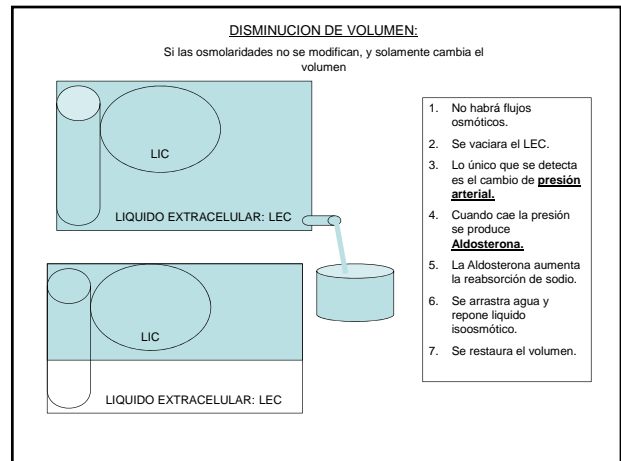 DISMINUCION DE VOLUMEN:
Si las osmolaridades no se modifican, y solamente cambia el
volumen
LIC
LIQUIDO EXTRACELULAR: LEC
LIC
LIQUIDO EXTRACELULAR: LEC
1. No habrá flujos
osmóticos.
2. Se vaciara el LEC.
3. Lo único que se detecta
es el cambio de presión
arterial.
4. Cuando cae la presión
se produce
Aldosterona.
5. La Aldosterona aumenta
la reabsorción de sodio.
6. Se arrastra agua y
repone liquido
isoosmótico.
7. Se restaura el volumen.